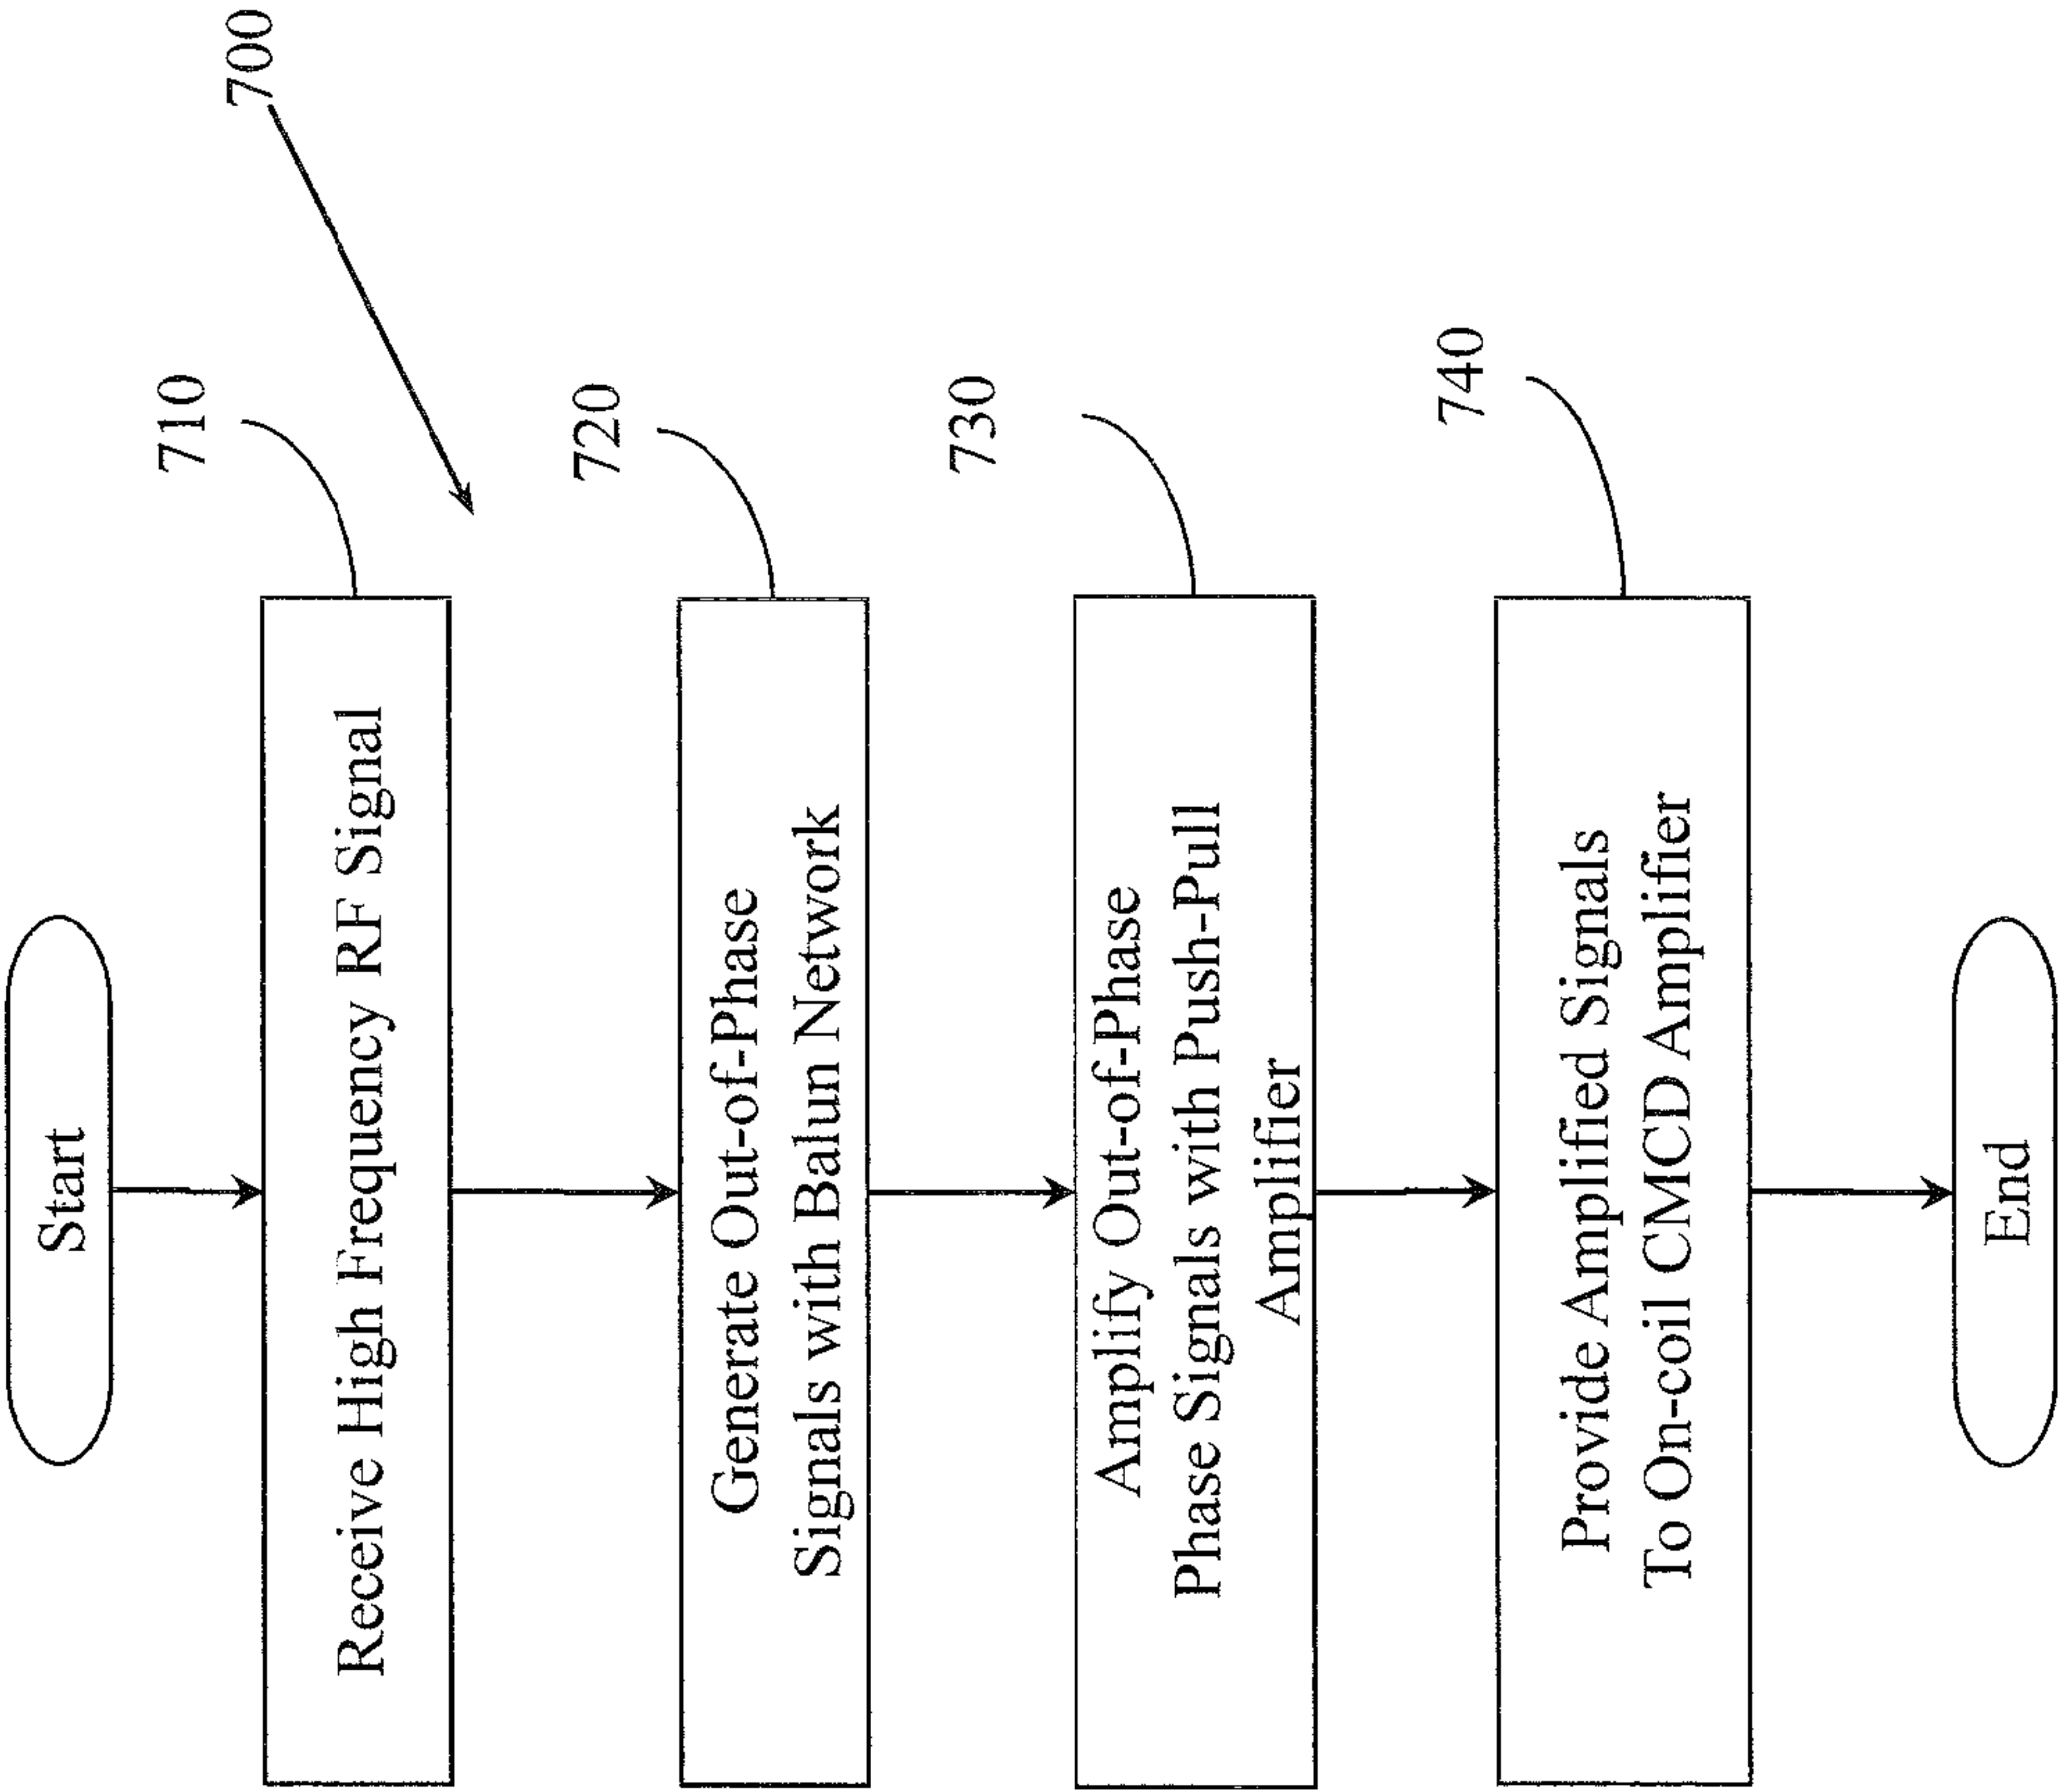 Start
700
710
Receive High Frequency RF Signal
720
Generate Out-of-Phase
Signals with Balun Network
730
Amplify Out-of-Phase
Phase Signals with Push-Pull
Amplifier
740
Provide Amplified Signals
To On-coil CMCD Amplifier
End